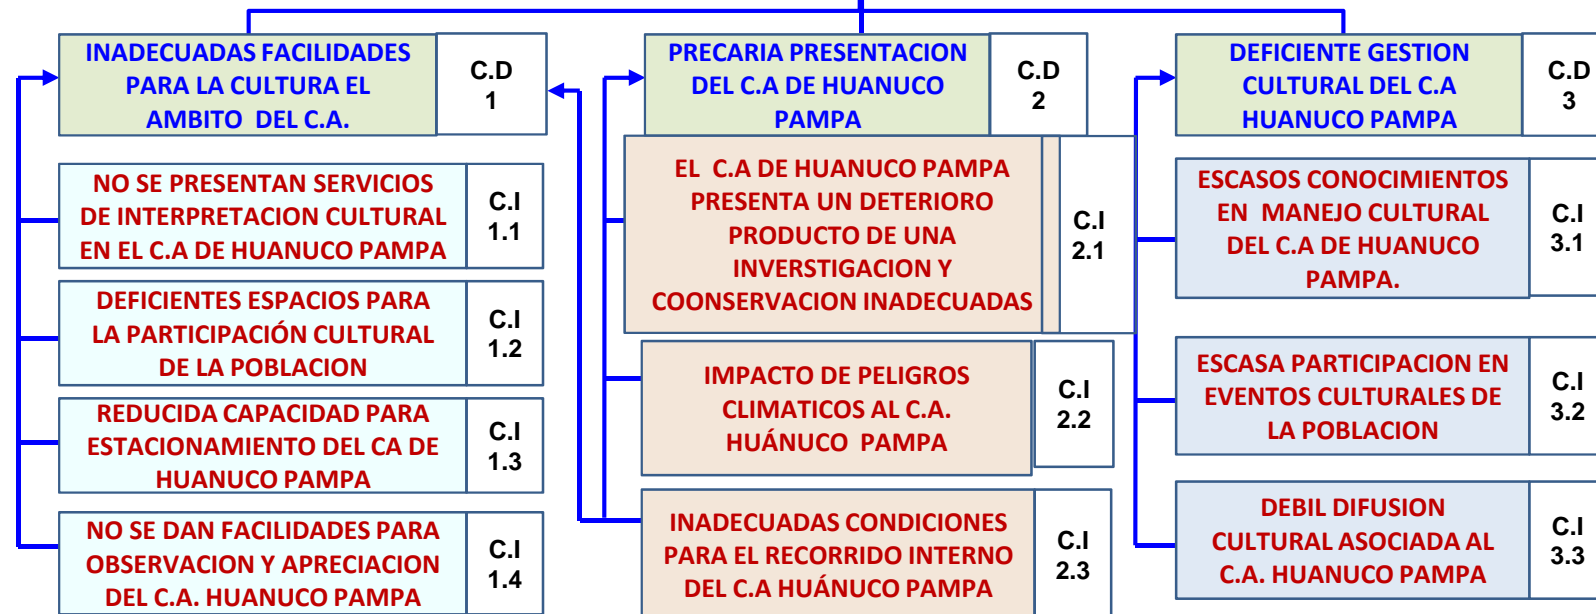 INADECUADAS FACILIDADES
PARA LA CULTURA EL
AMBITO DEL C.A.
C.D
1
NO SE PRESENTAN SERVICIOS
DE INTERPRETACION CULTURAL
EN EL C.A DE HUANUCO PAMPA
C.I
1.1
DEFICIENTES ESPACIOS PARA
LA PARTICIPACIÓN CULTURAL
DE LA POBLACION
C.I
1.2
REDUCIDA CAPACIDAD PARA
ESTACIONAMIENTO DEL CA DE
HUANUCO PAMPA
C.I
1.3
NO SE DAN FACILIDADES PARA
OBSERVACION Y APRECIACION
DEL C.A. HUANUCO PAMPA
C.I
1.4
PRECARIA PRESENTACION
DEL C.A DE HUANUCO
PAMPA
C.D
2
EL C.A DE HUANUCO PAMPA
PRESENTA UN DETERIORO
PRODUCTO DE UNA
INVERSTIGACION Y
COONSERVACION INADECUADAS
C.I
2.1
IMPACTO DE PELIGROS
CLIMATICOS AL C.A.
HUÁNUCO PAMPA
C.I
2.2
INADECUADAS CONDICIONES
PARA EL RECORRIDO INTERNO
DEL C.A HUÁNUCO PAMPA
C.I
2.3
DEFICIENTE GESTION
CULTURAL DEL C.A
HUANUCO PAMPA
C.D
3
ESCASOS CONOCIMIENTOS
EN MANEJO CULTURAL
DEL C.A DE HUANUCO
PAMPA.
C.I
3.1
ESCASA PARTICIPACION EN
EVENTOS CULTURALES DE
LA POBLACION
C.I
3.2
DEBIL DIFUSION
CULTURAL ASOCIADA AL
C.A. HUANUCO PAMPA
C.I
3.3